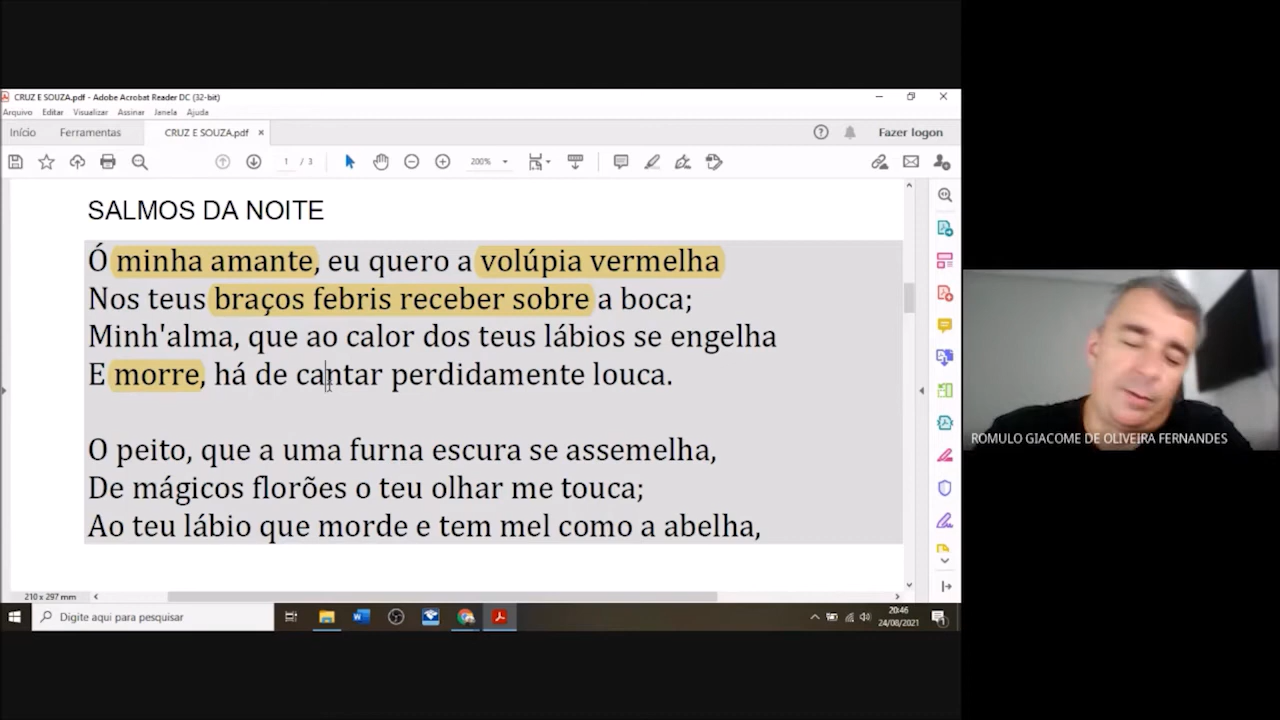 CRUZ E SOUZA.pdf - Adobe Acrobat Reader DC (32-bit)
Arquivo Editar Visualizar Assinar Janela Ajuda
Início Ferramentas CRUZ E SOUZA.pdf × Fazer logon
1 / 3 200%
SALMOS DA NOITE
Ó minha amante, eu quero a volúpia vermelha
Nos teus braços febris receber sobre a boca;
Minh'alma, que ao calor dos teus lábios se engelha
E morre, há de cantar perdidamente louca.
O peito, que a uma furna escura se assemelha,
De mágicos florões o teu olhar me touca;
Ao teu lábio que morde e tem mel como a abelha,
ROMULO GIACOME DE OLIVEIRA FERNANDES
210 x 297 mm
Digite aqui para pesquisar
20:46
24/08/2021